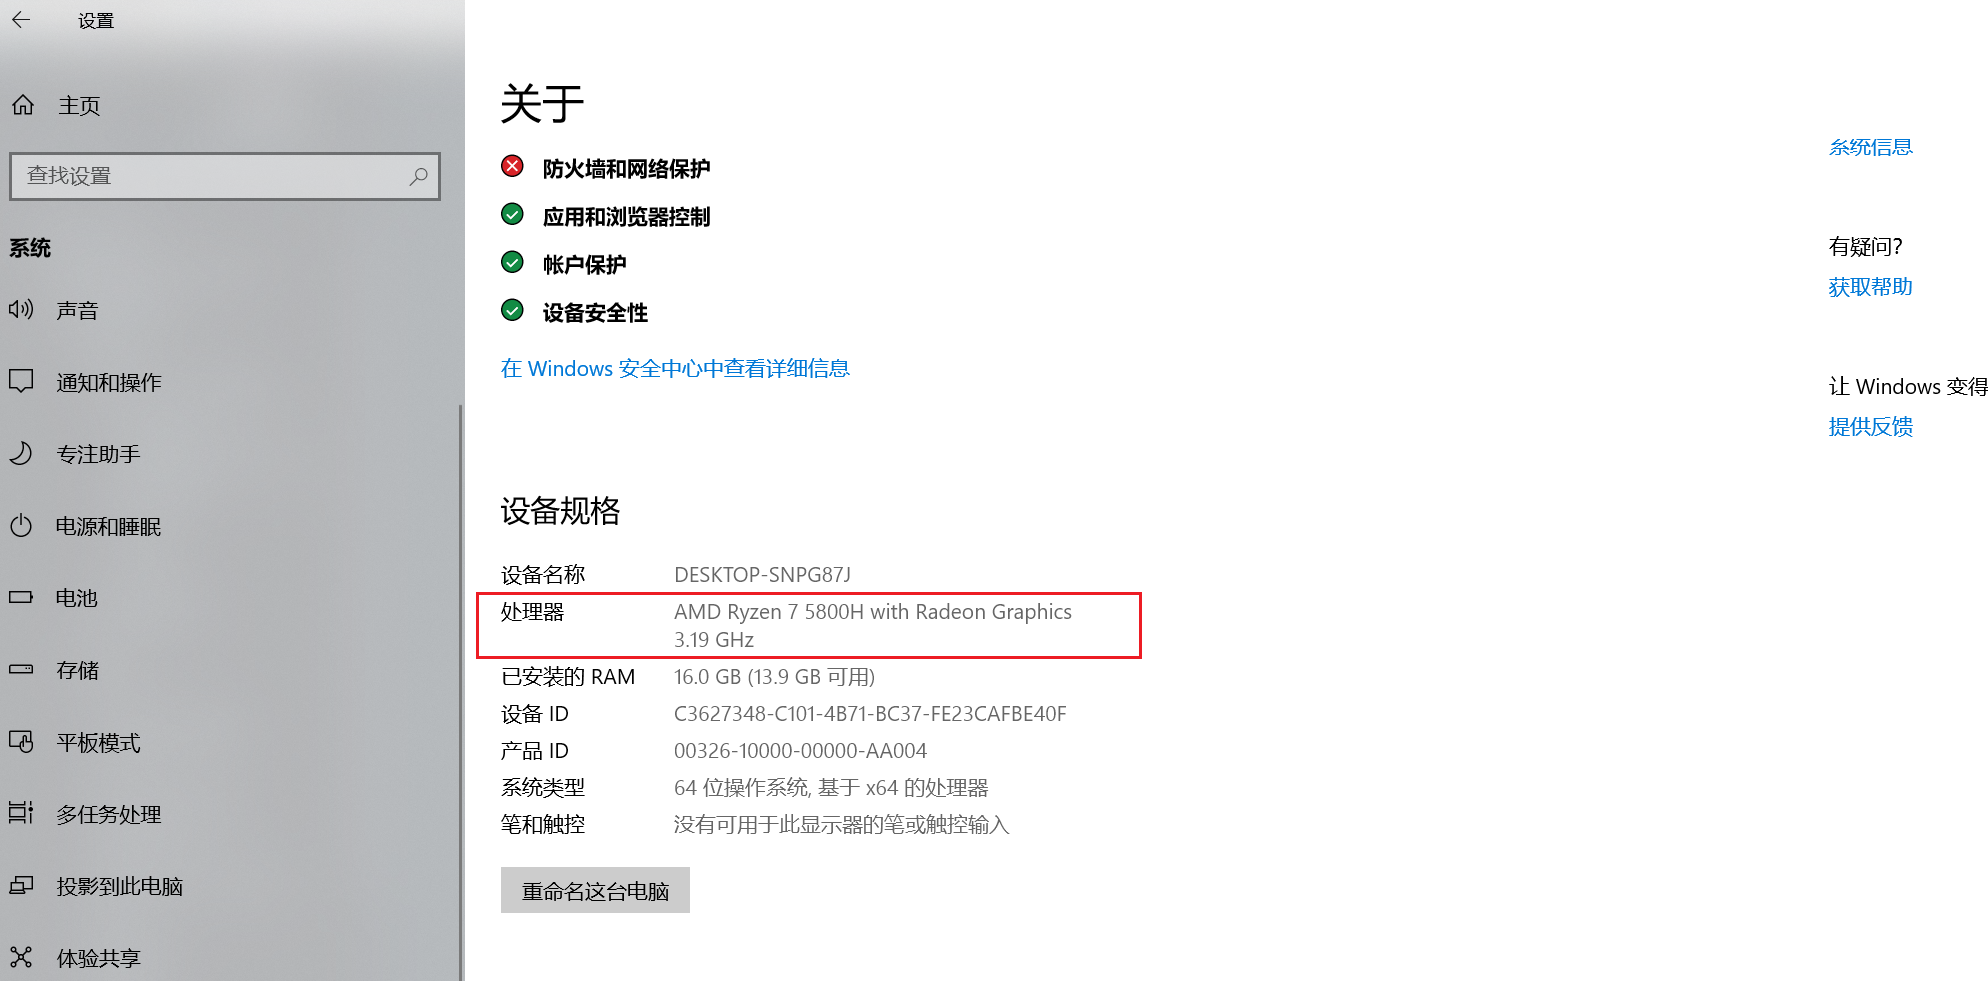 设置
主页
查找设置
系统
声音
通知和操作
专注助手
电源和睡眠
电池
存储
平板模式
多任务处理
投影到此电脑
体验共享
关于
防火墙和网络保护
应用和浏览器控制
帐户保护
设备安全性
在 Windows 安全中心中查看详细信息
设备规格
设备名称 DESKTOP-SNPG87J
处理器 AMD Ryzen 7 5800H with Radeon Graphics
3.19 GHz
已安装的 RAM 16.0 GB (13.9 GB 可用)
设备 ID C3627348-C101-4B71-BC37-FE23CAFBE40F
产品 ID 00326-10000-00000-AA004
系统类型 64 位操作系统, 基于 x64 的处理器
笔和触控 没有可用于此显示器的笔或触控输入
重命名这台电脑
系统信息
有疑问?
获取帮助
让 Windows 变得
提供反馈